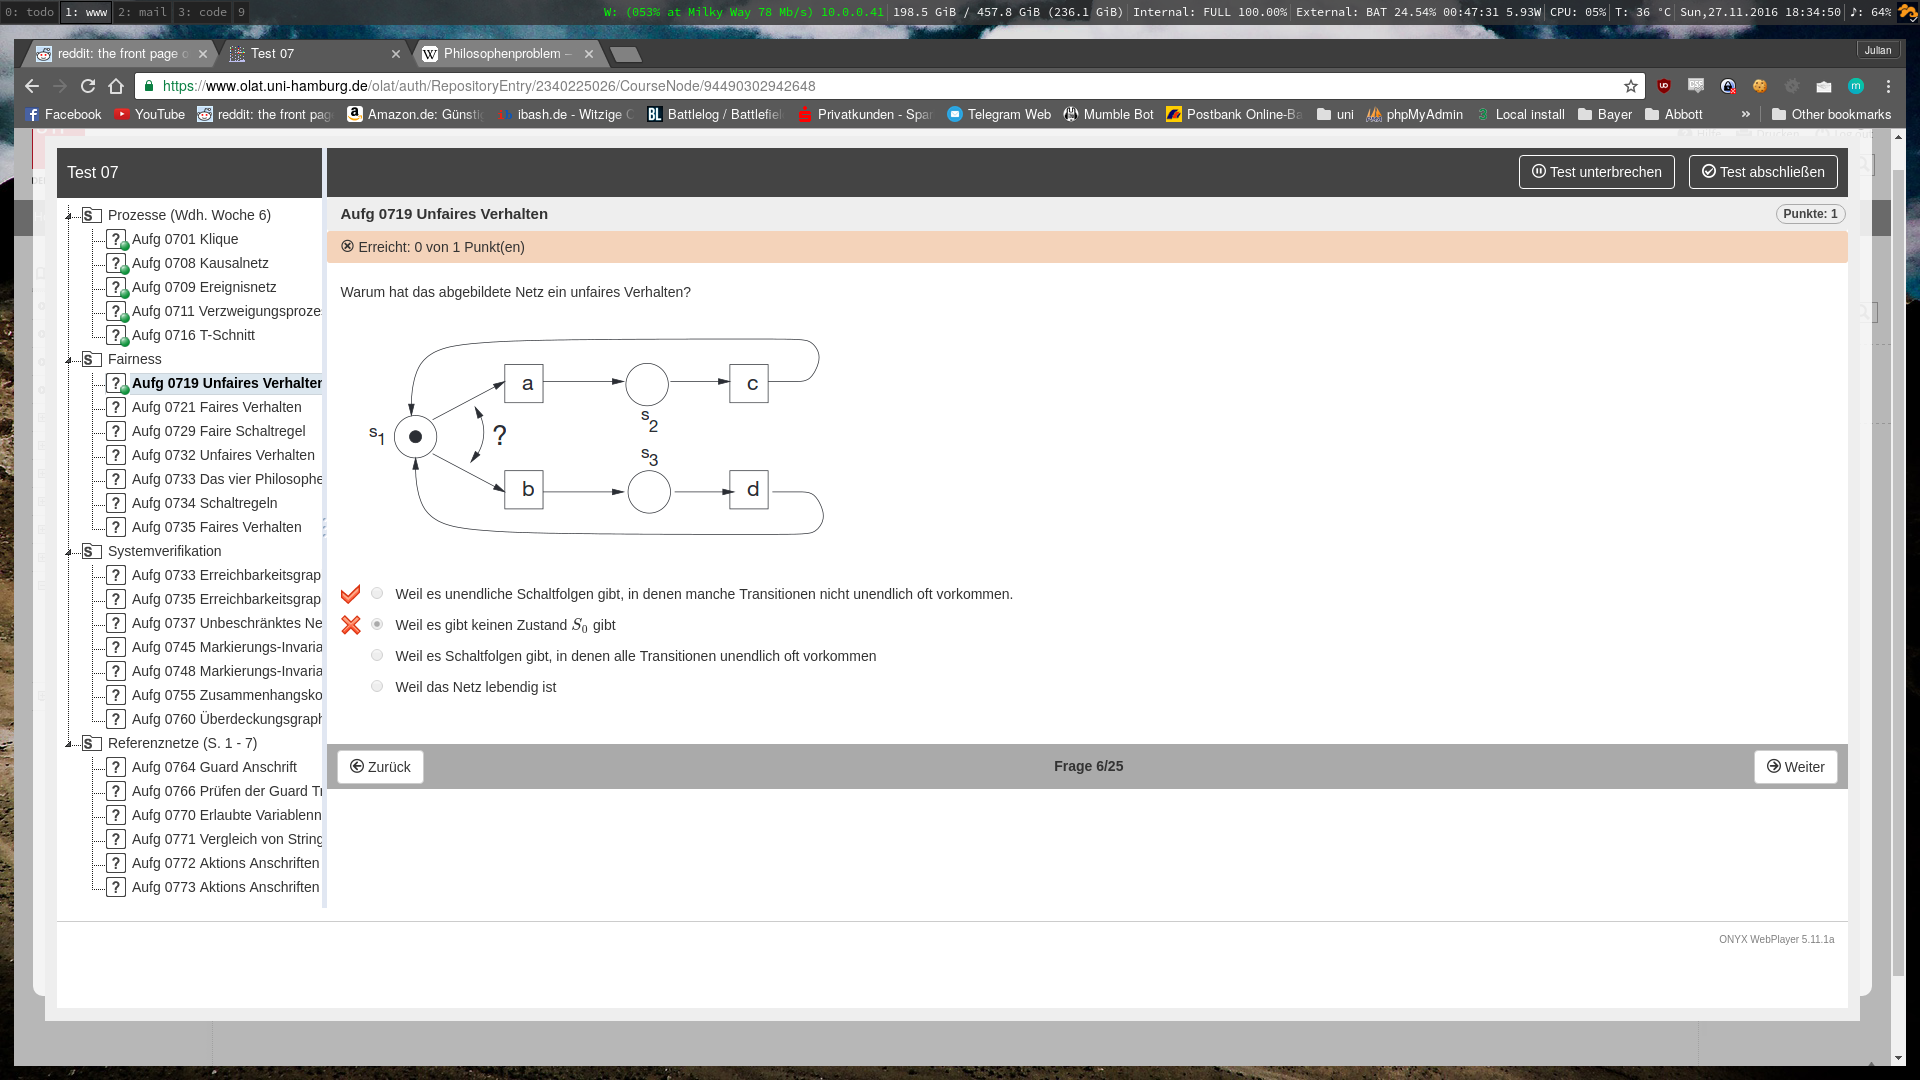 0: todo 1: www 2: mail 3: code 9 W: (053% at Milky Way 78 Mb/s) 10.0.0.41 198.5 GiB / 457.8 GiB (236.1 GiB) Internal: FULL 100.00% External: BAT 24.54% 00:47:31 5.93W CPU: 05% T: 36 °C Sun,27.11.2016 18:34:50 ♪: 64%
reddit: the front page o Test 07 Philosophenproblem – Julian
https://www.olat.uni-hamburg.de/olat/auth/RepositoryEntry/2340225026/CourseNode/94490302942648
Facebook YouTube reddit: the front pag Amazon.de: Günsti ibash.de - Witzige Battlelog / Battlefie Privatkunden - Spar Telegram Web Mumble Bot Postbank Online-Ba uni phpMyAdmin Local install Bayer Abbott » Other bookmarks
Test 07 Test unterbrechen Test abschließen
Prozesse (Wdh. Woche 6)
Aufg 0701 Klique
Aufg 0708 Kausalnetz
Aufg 0709 Ereignisnetz
Aufg 0711 Verzweigungsproze
Aufg 0716 T-Schnitt
Fairness
Aufg 0719 Unfaires Verhalten
Aufg 0721 Faires Verhalten
Aufg 0729 Faire Schaltregel
Aufg 0732 Unfaires Verhalten
Aufg 0733 Das vier Philosophe
Aufg 0734 Schaltregeln
Aufg 0735 Faires Verhalten
Systemverifikation
Aufg 0733 Erreichbarkeitsgrap
Aufg 0735 Erreichbarkeitsgrap
Aufg 0737 Unbeschränktes Ne
Aufg 0745 Markierungs-Invaria
Aufg 0748 Markierungs-Invaria
Aufg 0755 Zusammenhangsko
Aufg 0760 Überdeckungsgraph
Referenznetze (S. 1 - 7)
Aufg 0764 Guard Anschrift
Aufg 0766 Prüfen der Guard Tr
Aufg 0770 Erlaubte Variablenn
Aufg 0771 Vergleich von String
Aufg 0772 Aktions Anschriften
Aufg 0773 Aktions Anschriften
Aufg 0719 Unfaires Verhalten Punkte: 1
Erreicht: 0 von 1 Punkt(en)
Warum hat das abgebildete Netz ein unfaires Verhalten?
a c
s2
s1 ?
s3
b d
Weil es unendliche Schaltfolgen gibt, in denen manche Transitionen nicht unendlich oft vorkommen.
Weil es gibt keinen Zustand S0 gibt
Weil es Schaltfolgen gibt, in denen alle Transitionen unendlich oft vorkommen
Weil das Netz lebendig ist
Zurück Frage 6/25 Weiter
ONYX WebPlayer 5.11.1a